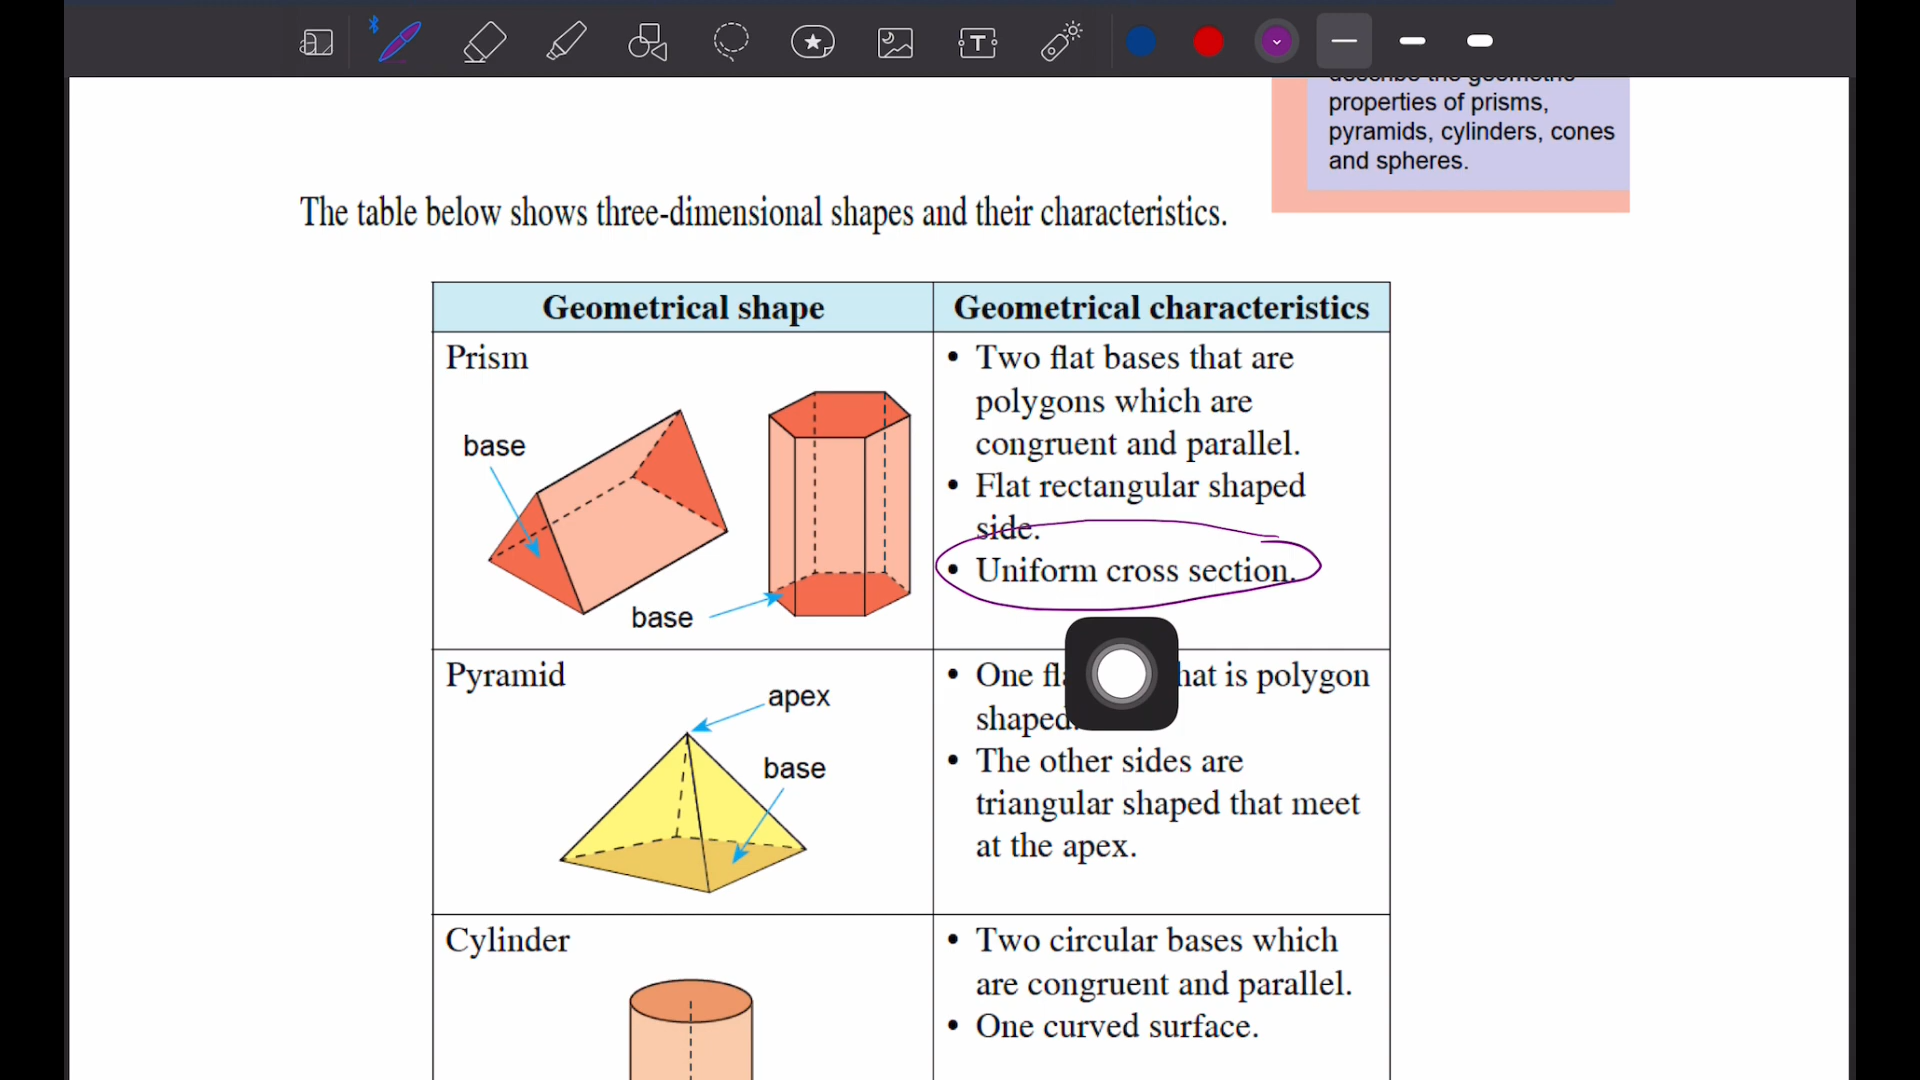 properties of prisms,
pyramids, cylinders, cones
and spheres.
The table below shows three-dimensional shapes and their characteristics.
Geometrical shape
Geometrical characteristics
Prism
base
base
• Two flat bases that are
polygons which are
congruent and parallel.
• Flat rectangular shaped
side.
• Uniform cross section.
Pyramid
apex
base
• One hat is polygon
shaped
• The other sides are
triangular shaped that meet
at the apex.
Cylinder
• Two circular bases which
are congruent and parallel.
• One curved surface.